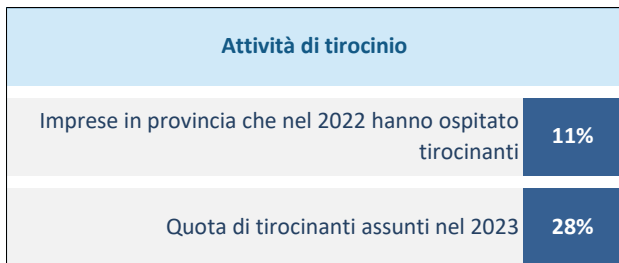 Attività di tirocinio
Imprese in provincia che nel 2022 hanno ospitato
tirocinanti
11%
Quota di tirocinanti assunti nel 2023
28%